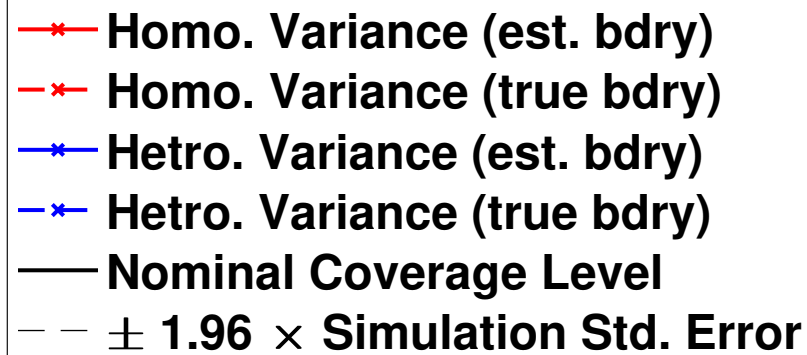 Homo. Variance (est. bdry)
Homo. Variance (true bdry)
Hetro. Variance (est. bdry)
Hetro. Variance (true bdry)
Nominal Coverage Level
± 1.96 × Simulation Std. Error